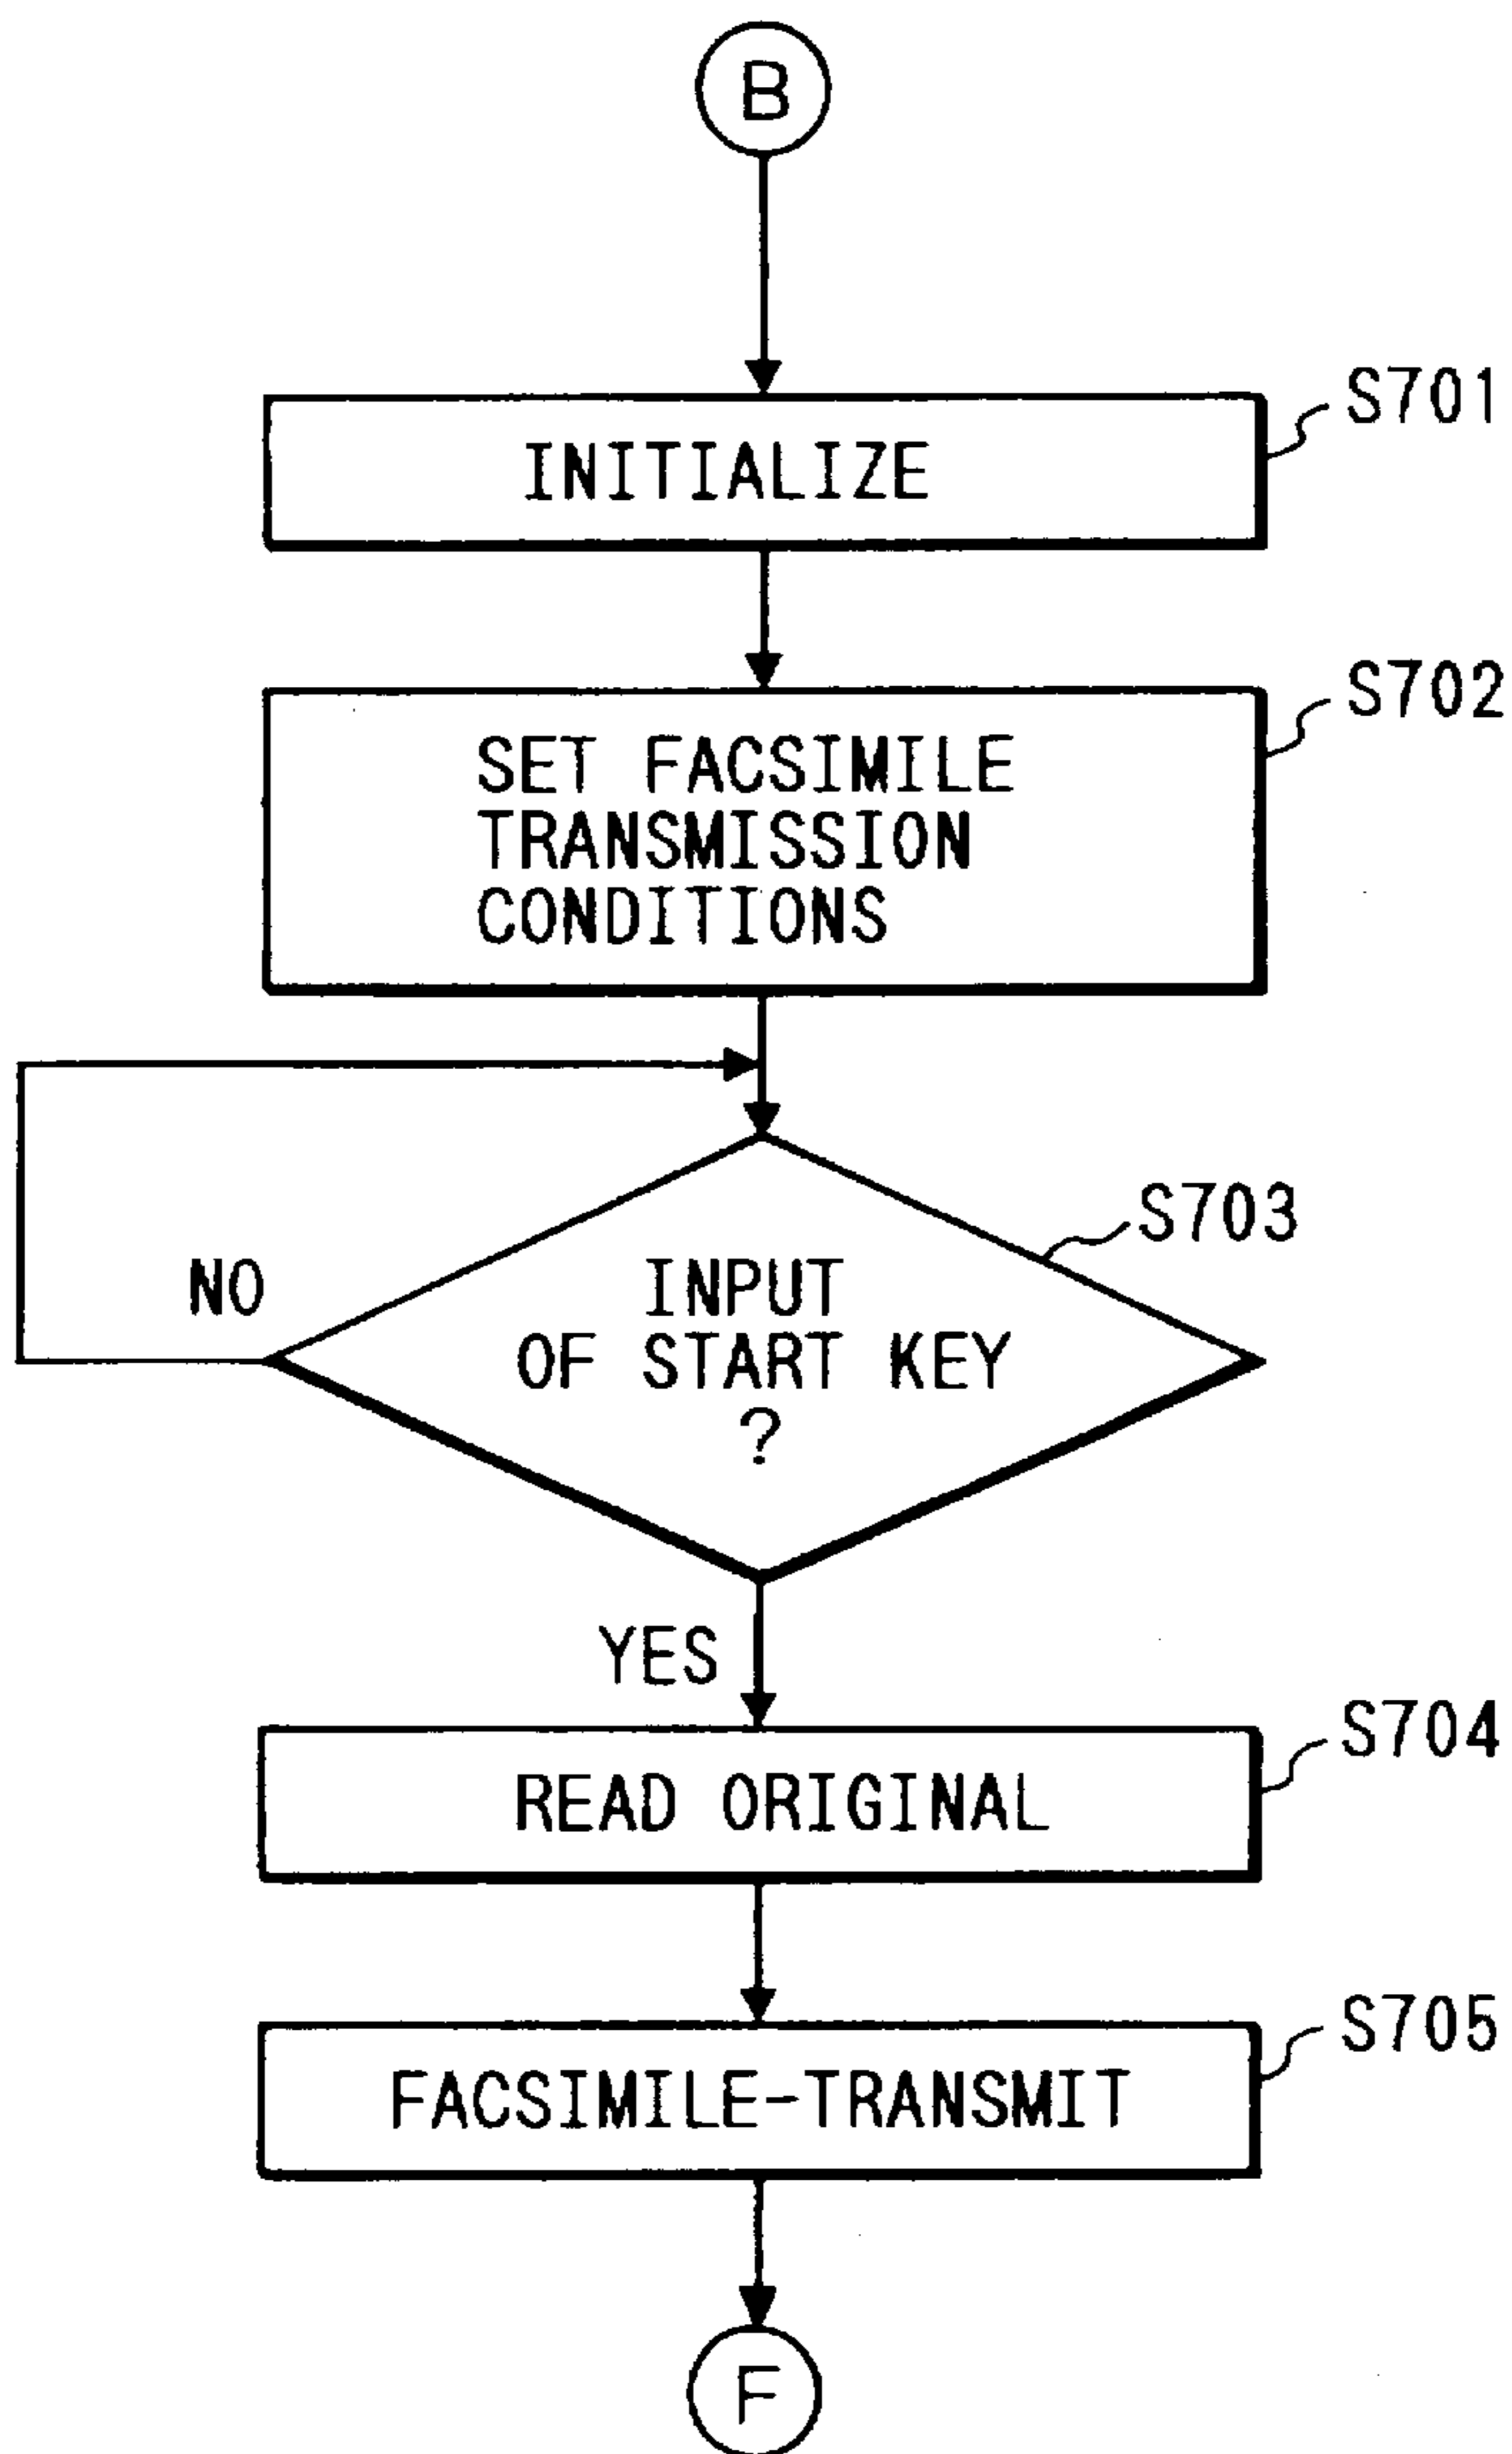 B
S701
INITIALIZE
S702
SET FACSIMILE
TRANSMISSION
CONDITIONS
S703
NO
INPUT
OF START KEY
?
YES
S704
READ ORIGINAL
S705
FACSIMILE-TRANSMIT
F